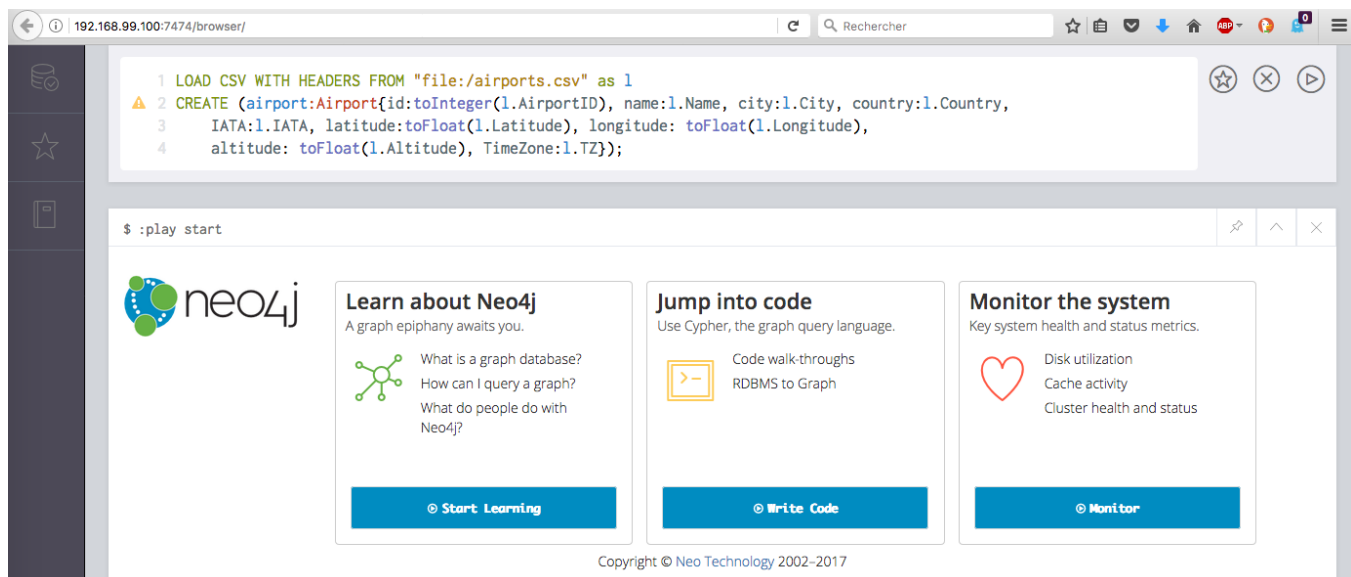 192.168.99.100:7474/browser/
Rechercher
ABP
0
1 LOAD CSV WITH HEADERS FROM "file:/airports.csv" as l
2 CREATE (airport:Airport{id:toInteger(l.AirportID), name:l.Name, city:l.City, country:l.Country,
3 IATA:l.IATA, latitude:toFloat(l.Latitude), longitude: toFloat(l.Longitude),
4 altitude: toFloat(l.Altitude), TimeZone:l.TZ});
$ :play start
neo4j
Learn about Neo4j
A graph epiphany awaits you.
What is a graph database?
How can I query a graph?
What do people do with
Neo4j?
Start Learning
Jump into code
Use Cypher, the graph query language.
Code walk-throughs
RDBMS to Graph
Write Code
Monitor the system
Key system health and status metrics.
Disk utilization
Cache activity
Cluster health and status
Monitor
Copyright © Neo Technology 2002–2017